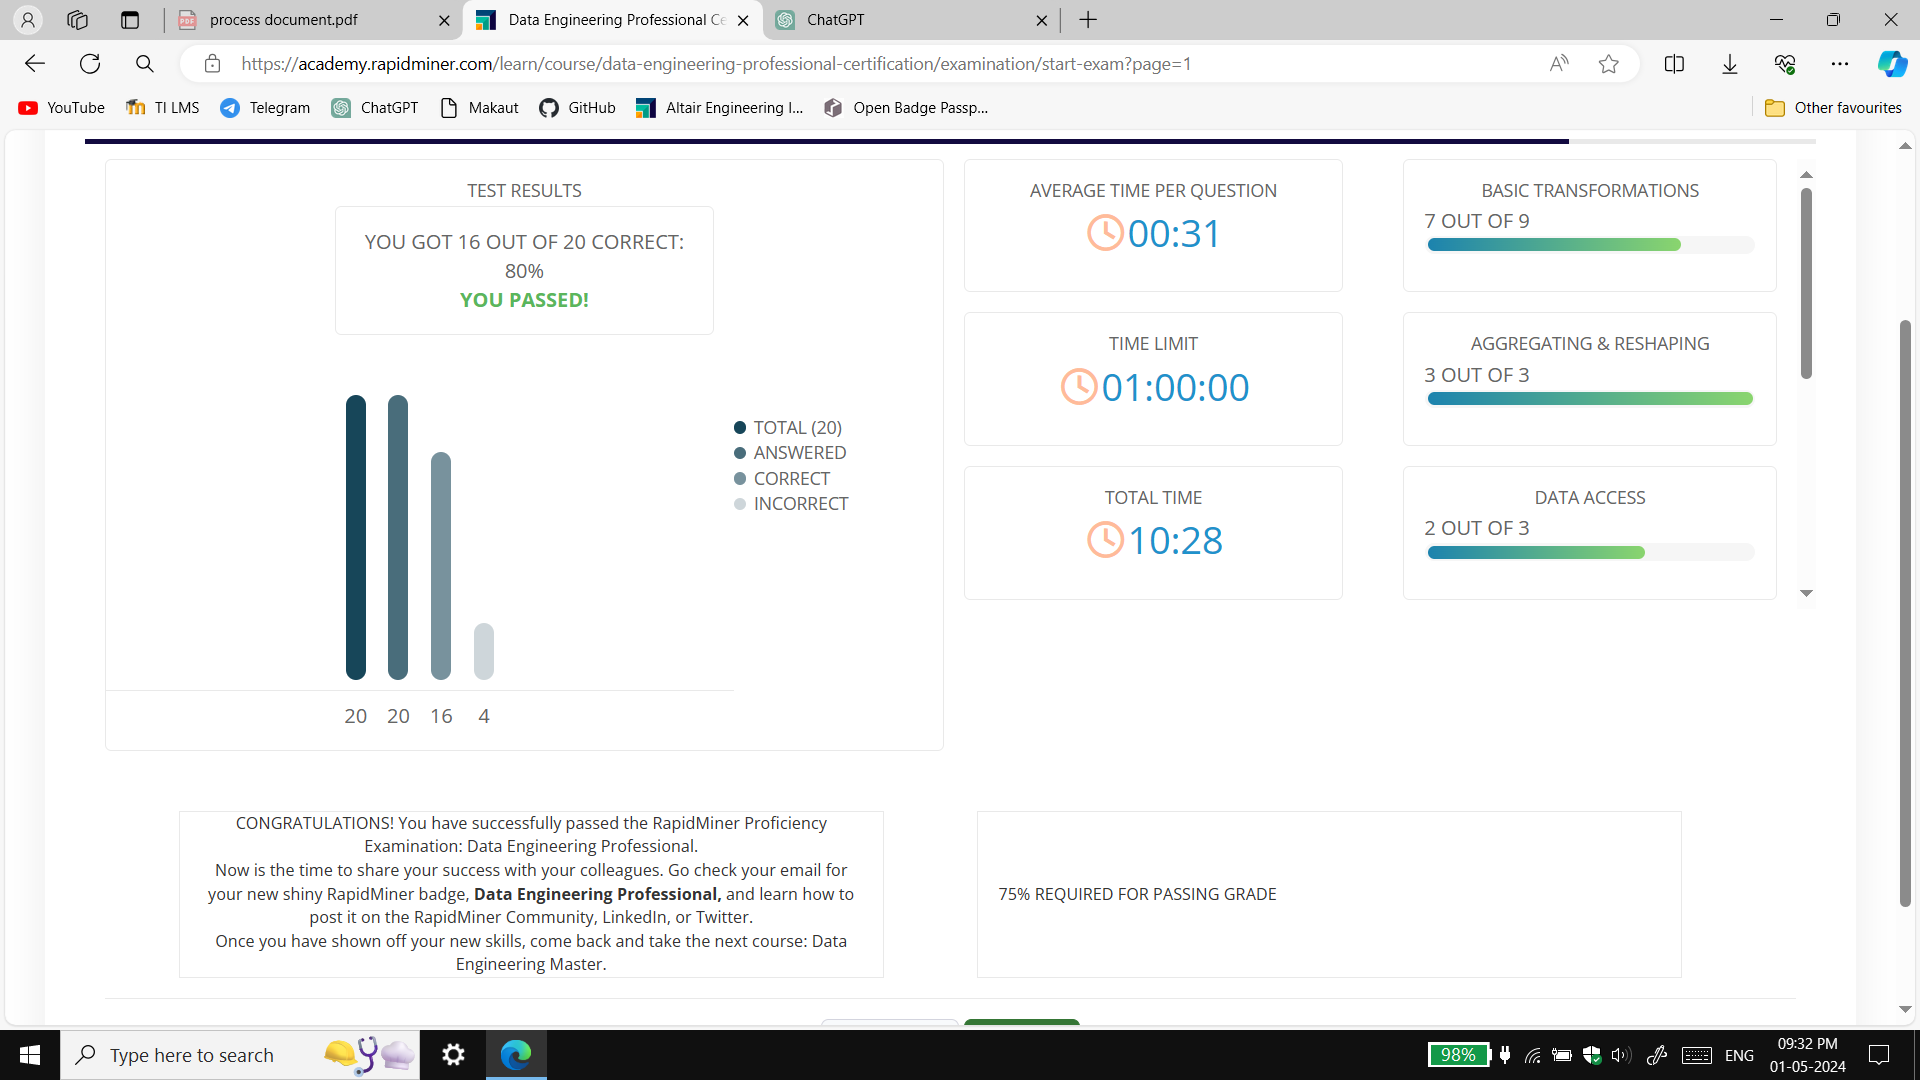 process document.pdf
Data Engineering Professional Ce
ChatGPT
https://academy.rapidminer.com/learn/course/data-engineering-professional-certification/examination/start-exam?page=1
YouTube
TI LMS
Telegram
ChatGPT
Makaut
GitHub
Altair Engineering I...
Open Badge Passp...
Other favourites
TEST RESULTS
YOU GOT 16 OUT OF 20 CORRECT:
80%
YOU PASSED!
TOTAL (20)
ANSWERED
CORRECT
INCORRECT
20 20 16 4
AVERAGE TIME PER QUESTION
00:31
TIME LIMIT
01:00:00
TOTAL TIME
10:28
BASIC TRANSFORMATIONS
7 OUT OF 9
AGGREGATING & RESHAPING
3 OUT OF 3
DATA ACCESS
2 OUT OF 3
CONGRATULATIONS! You have successfully passed the RapidMiner Proficiency
Examination: Data Engineering Professional.
Now is the time to share your success with your colleagues. Go check your email for
your new shiny RapidMiner badge, Data Engineering Professional, and learn how to
post it on the RapidMiner Community, LinkedIn, or Twitter.
Once you have shown off your new skills, come back and take the next course: Data
Engineering Master.
75% REQUIRED FOR PASSING GRADE
Type here to search
98%
ENG
09:32 PM
01-05-2024